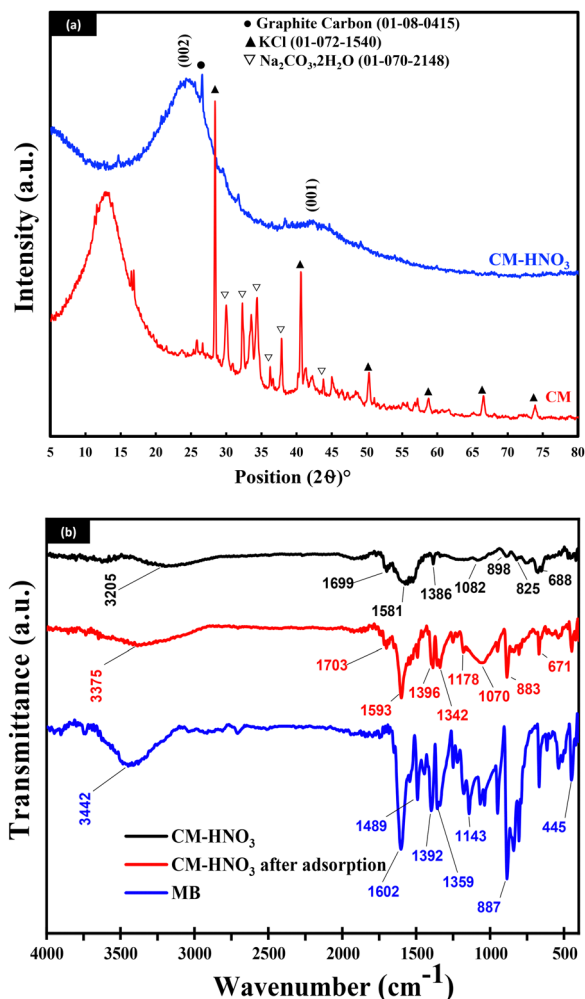 (a)
● Graphite Carbon (01-08-0415)
▲ KCl (01-072-1540)
▽ Na₂CO₃,2H₂O (01-070-2148)
(002)
(001)
CM-HNO₃
CM
Intensity (a.u.)
5 10 15 20 25 30 35 40 45 50 55 60 65 70 75 80
Position (2ϑ)°
(b)
3205
1699
1581
1386
1082
898
825
688
3375
1703
1593
1396
1342
1178
1070
883
671
3442
1602
1489
1392
1359
1143
887
445
CM-HNO₃
CM-HNO₃ after adsorption
MB
Transmittance (a.u.)
4000 3500 3000 2500 2000 1500 1000 500
Wavenumber (cm⁻¹)